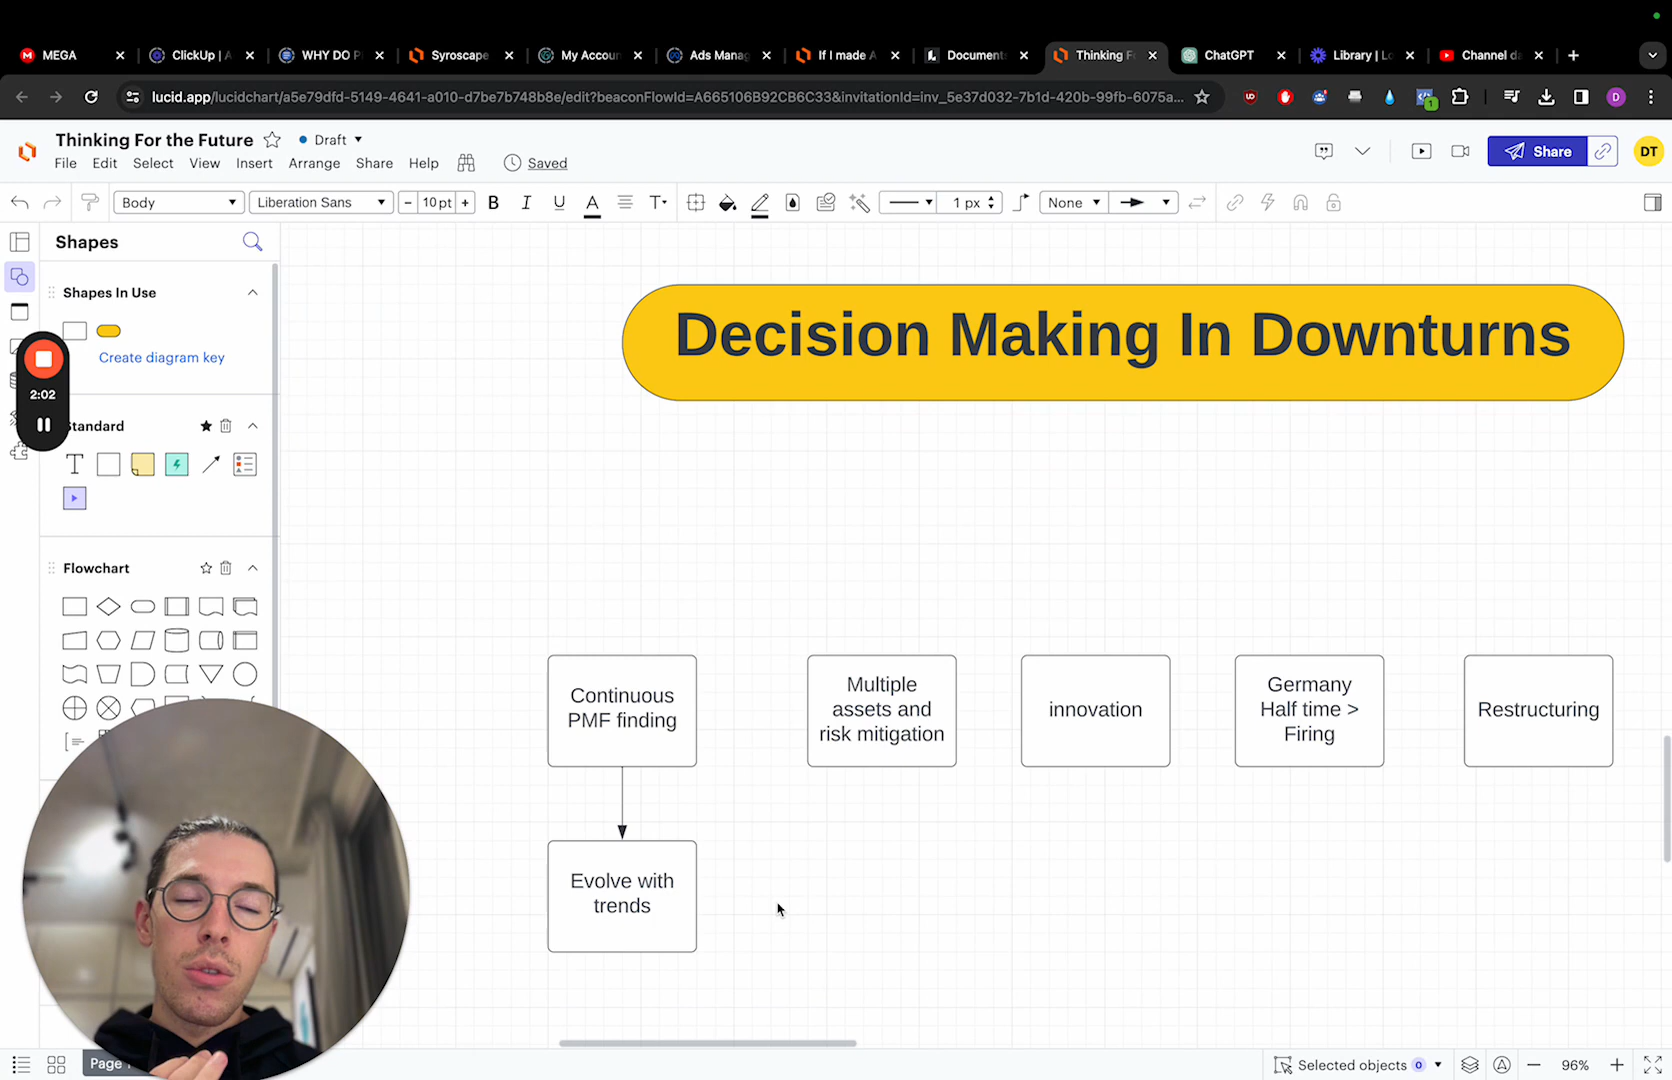 MEGA
ClickUp | A
WHY DO P
Syroscape
My Accoun
Ads Manag
If I made A
Document
Thinking F
ChatGPT
Library | Lo
Channel da
lucid.app/lucidchart/a5e79dfd-5149-4641-a010-d7be7b748b8e/edit?beaconFlowId=A665106B92CB6C33&invitationId=inv_5e37d032-7b1d-420b-99fb-6075a...
1
D
Thinking For the Future
Draft
File Edit Select View Insert Arrange Share Help Saved
Share
DT
Body
Liberation Sans
- 10 pt +
B I U A T
1 px
None
Shapes
Shapes In Use
Create diagram key
2:02
Standard
T
Flowchart
Decision Making In Downturns
Continuous
PMF finding
Multiple
assets and
risk mitigation
innovation
Germany
Half time >
Firing
Restructuring
Evolve with
trends
Page
Selected objects 0
96%